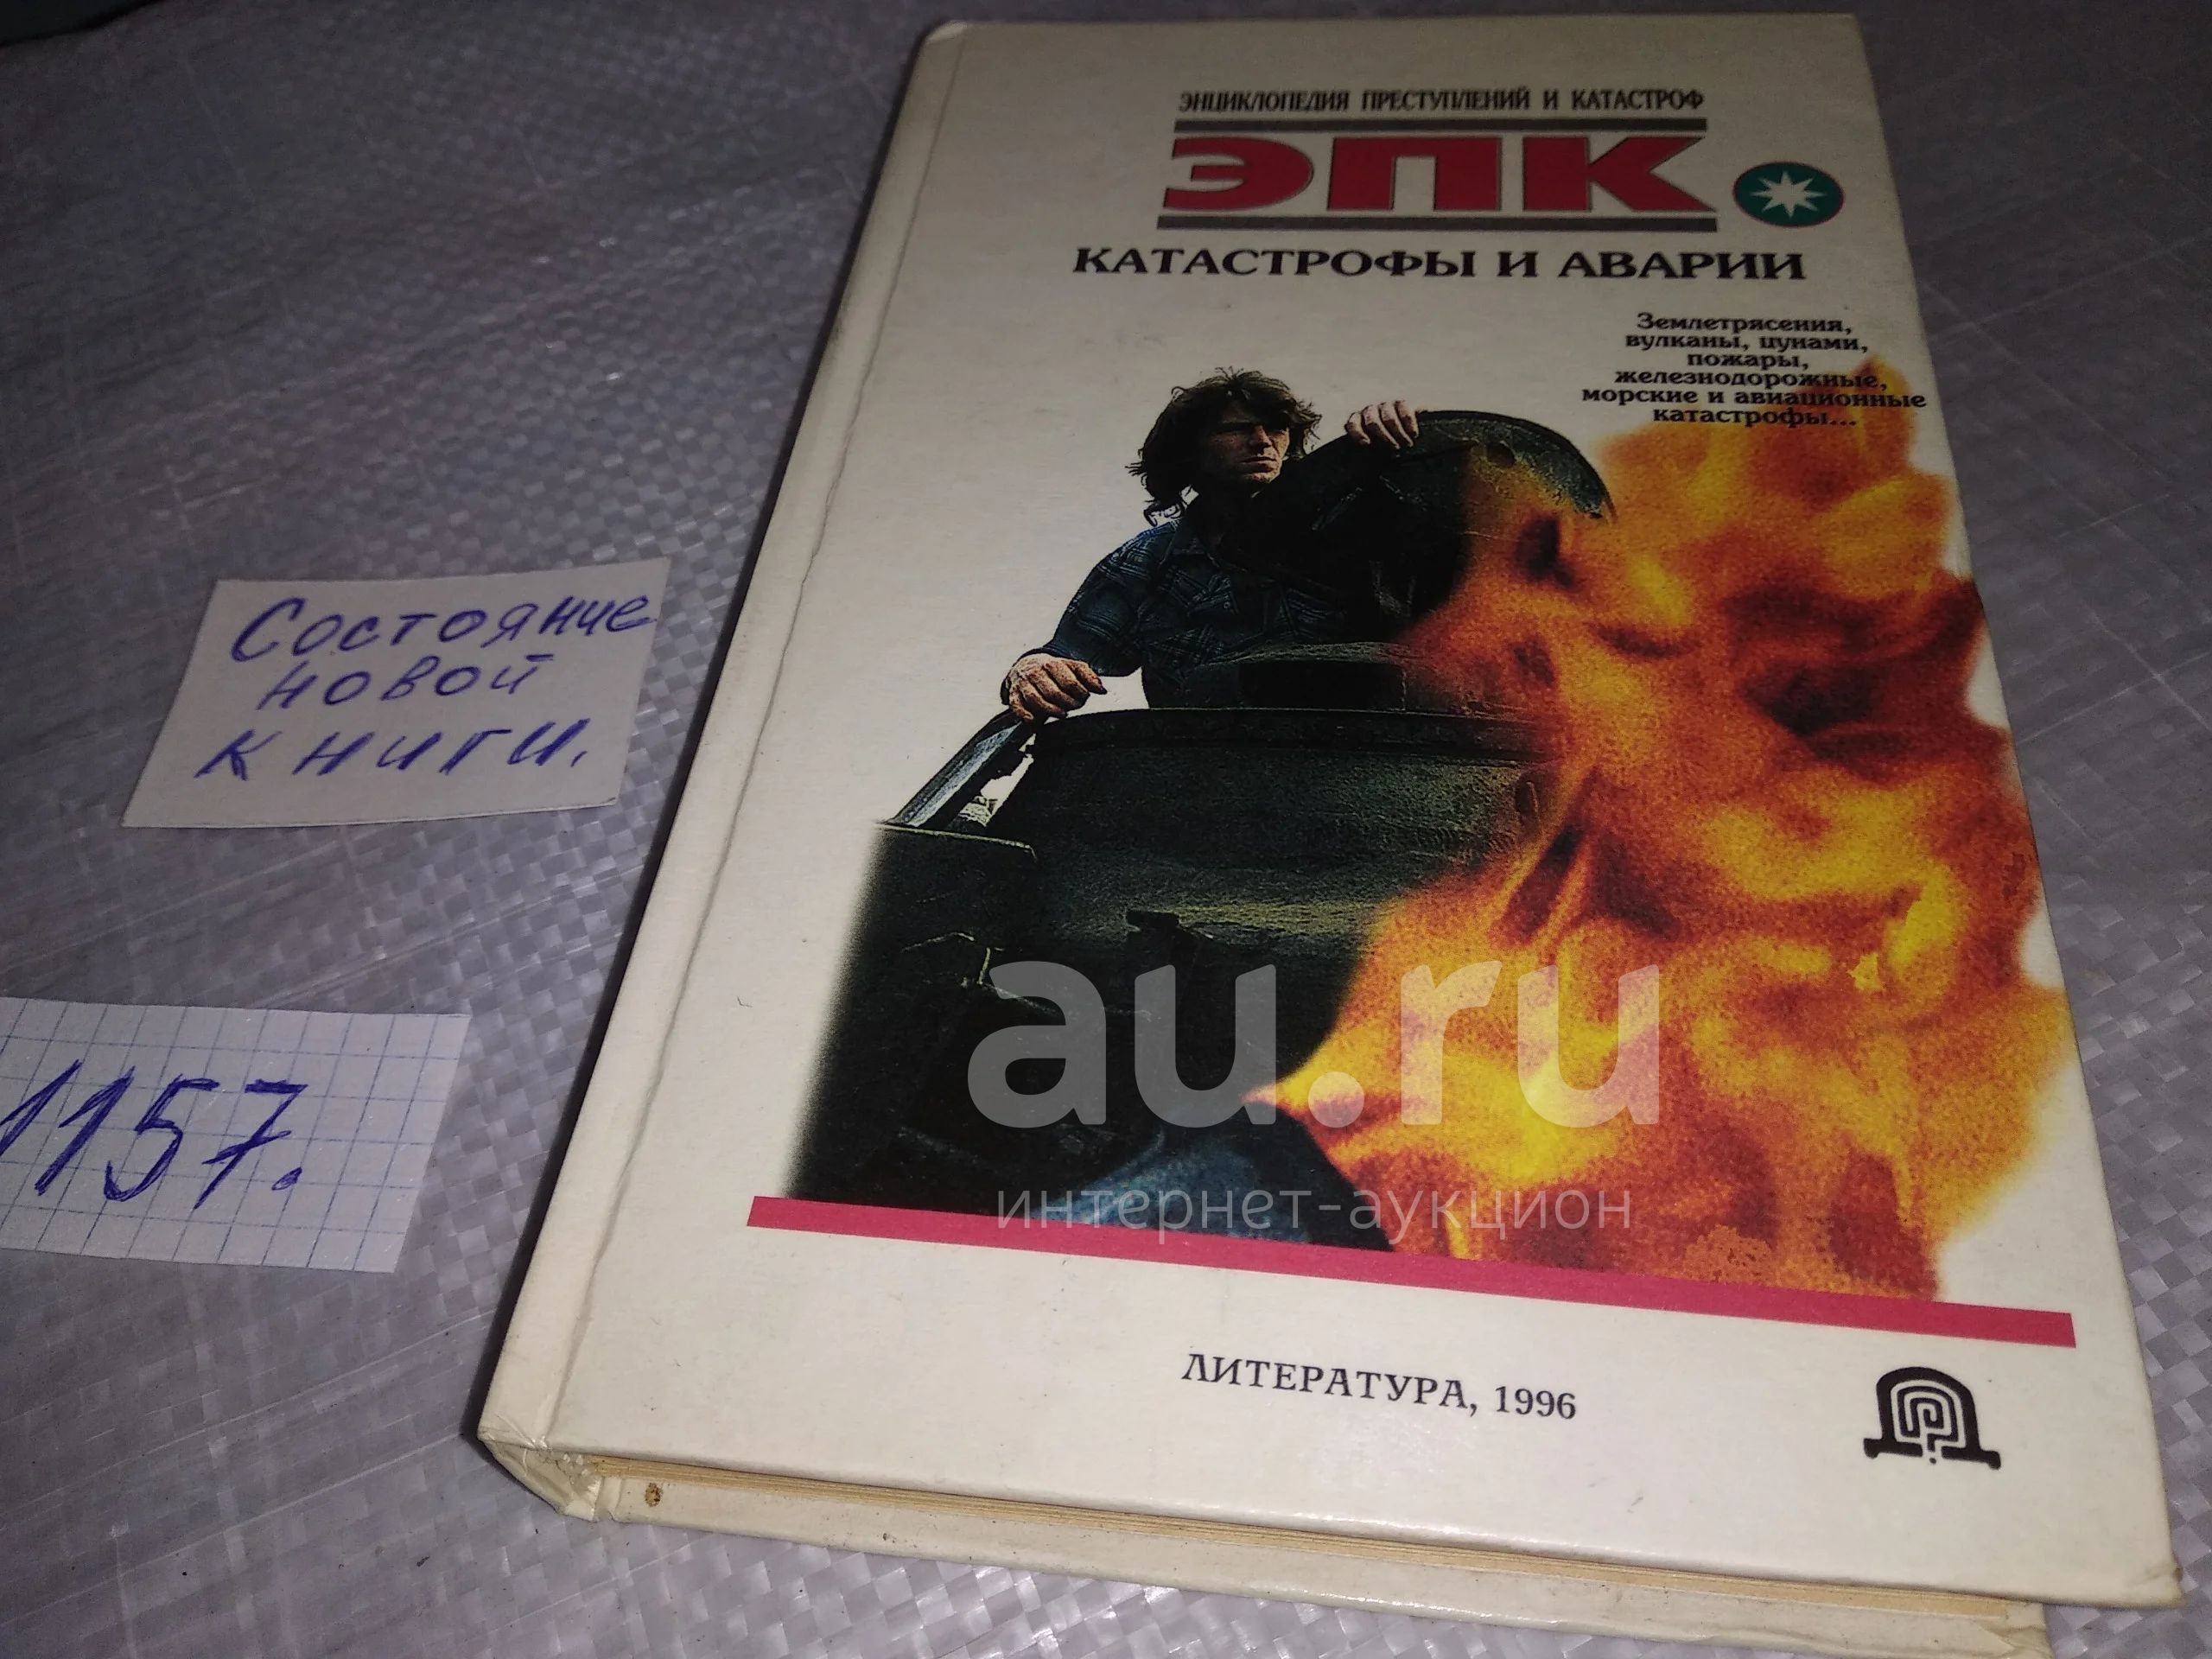 ЭНЦИКЛОПЕДИЯ ПРЕСТУПЛЕНИЙ И КАТАСТРОФ
ЭПК
КАТАСТРОФЫ И АВАРИИ
Землетрясения,
вулканы, цунами,
пожары,
железнодорожные,
морские и авиационные
катастрофы...
Состояние
новой
книги.
1157.
au.ru
интернет-аукцион
ЛИТЕРАТУРА, 1996